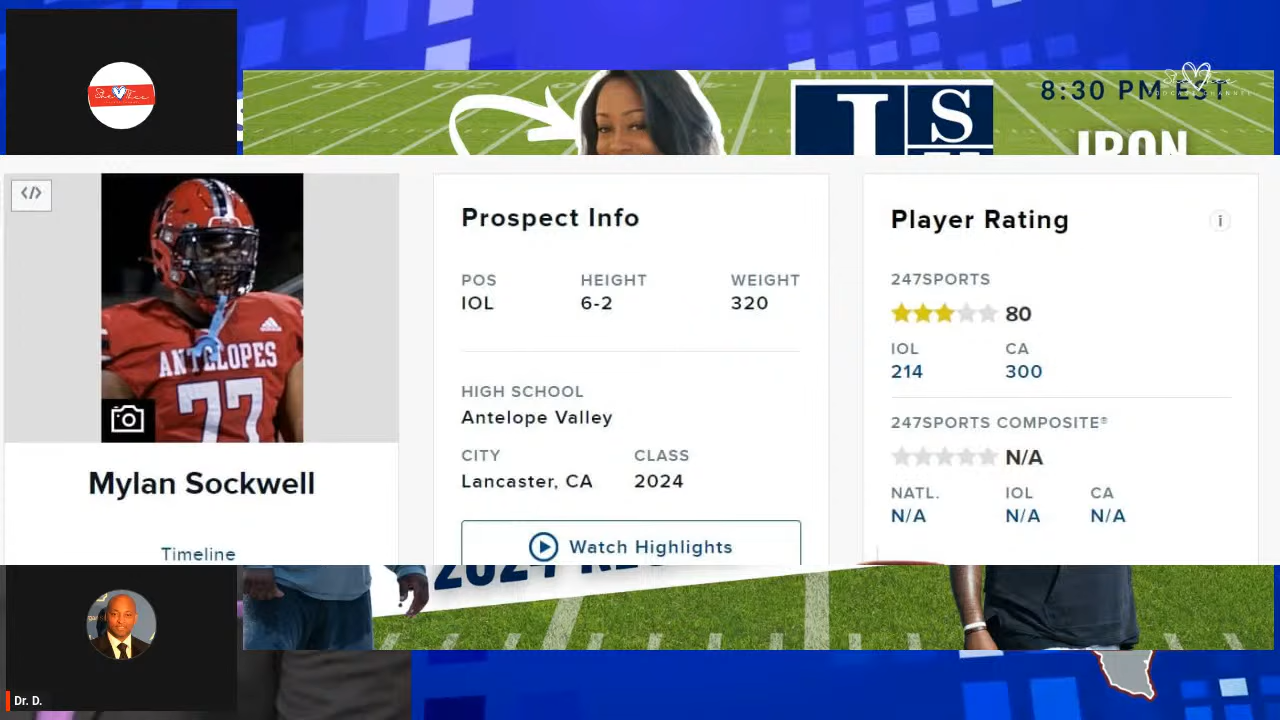 8:30 PM EST
J S
IRON
</>
ANTELOPES
77
Mylan Sockwell
Timeline
Prospect Info
POS HEIGHT WEIGHT
IOL 6-2 320
HIGH SCHOOL
Antelope Valley
CITY CLASS
Lancaster, CA 2024
Watch Highlights
Player Rating i
247SPORTS
80
IOL CA
214 300
247SPORTS COMPOSITE®
N/A
NATL. IOL CA
N/A N/A N/A
2024
Dr. D.